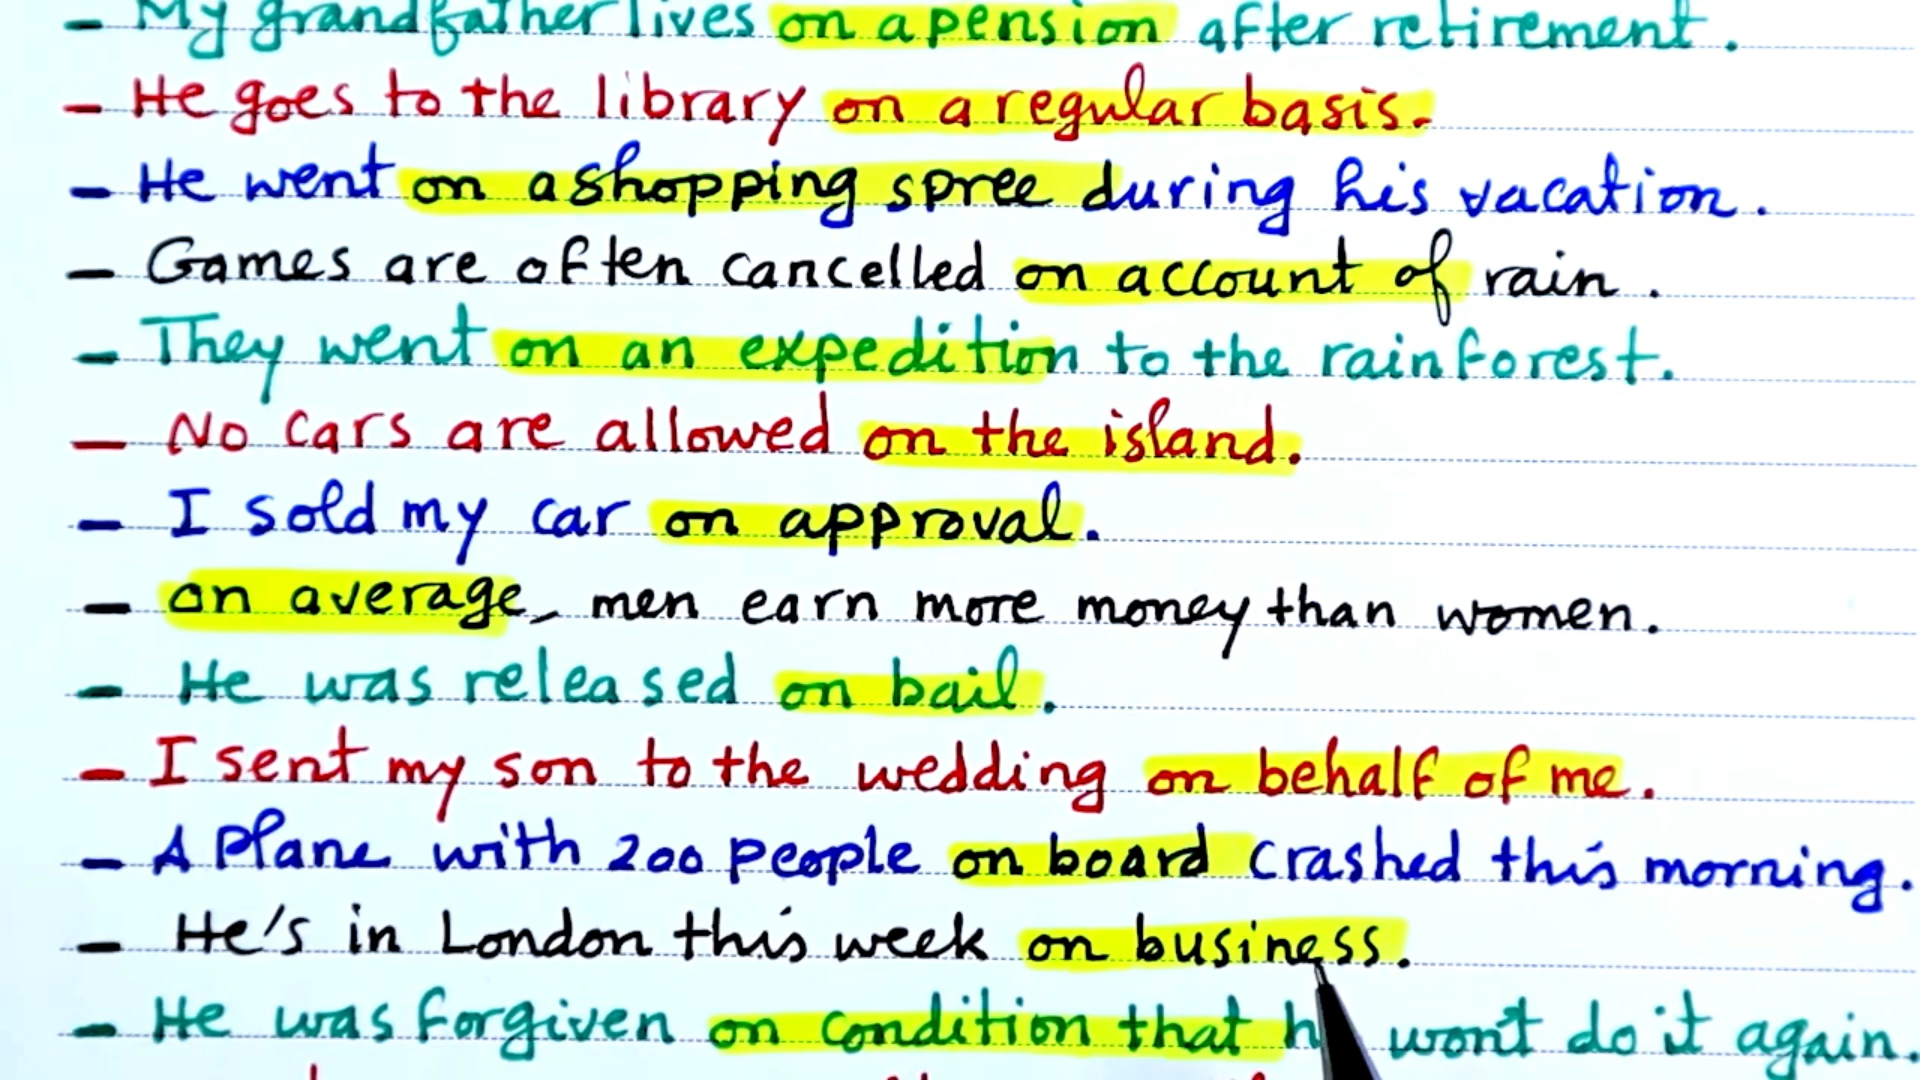 - My grandfather lives on a pension after retirement.
- He goes to the library on a regular basis.
- He went on a shopping spree during his vacation.
- Games are often cancelled on account of rain.
- They went on an expedition to the rainforest.
- No cars are allowed on the island.
- I sold my car on approval.
- on average, men earn more money than women.
- He was released on bail.
- I sent my son to the wedding on behalf of me.
- A plane with 200 people on board crashed this morning.
- He's in London this week on business.
- He was forgiven on condition that won't do it again.